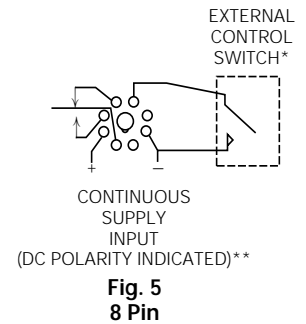 EXTERNAL
CONTROL
SWITCH*
+ −
CONTINUOUS
SUPPLY
INPUT
(DC POLARITY INDICATED)**
Fig. 5
8 Pin